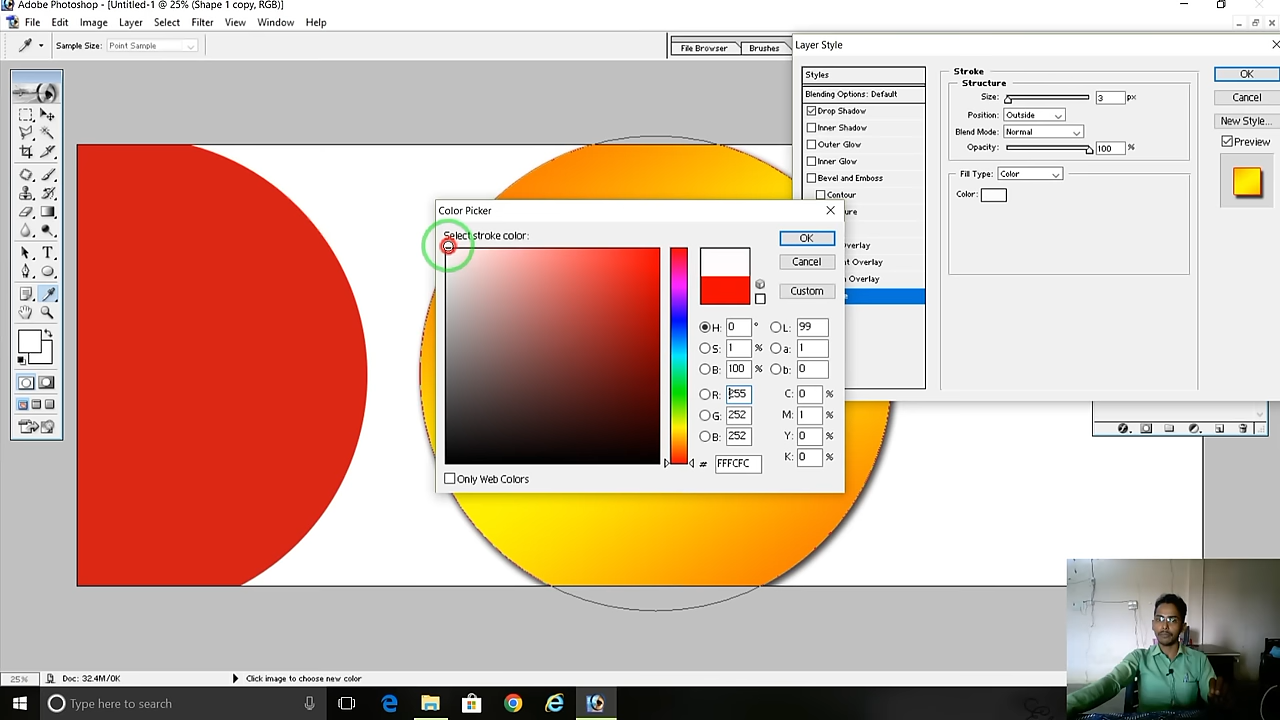 Adobe Photoshop - [Untitled-1 @ 25% (Shape 1 copy, RGB)]
File Edit Image Layer Select Filter View Window Help
Sample Size: Point Sample
File Browser Brushes
Layer Style
Styles
Blending Options: Default
Drop Shadow
Inner Shadow
Outer Glow
Inner Glow
Bevel and Emboss
Contour
Stroke
Structure
Size: 3 px
Position: Outside
Blend Mode: Normal
Opacity: 100 %
Fill Type: Color
Color:
OK
Cancel
New Style...
Preview
Color Picker
Select stroke color:
OK
Cancel
Custom
H: 0 ° L: 99
S: 1 % a: 1
B: 100 % b: 0
R: 255 C: 0 %
G: 252 M: 1 %
B: 252 Y: 0 %
K: 0 %
# FFFCFC
Only Web Colors
25% Doc: 32.4M/0K Click image to choose new color
Type here to search